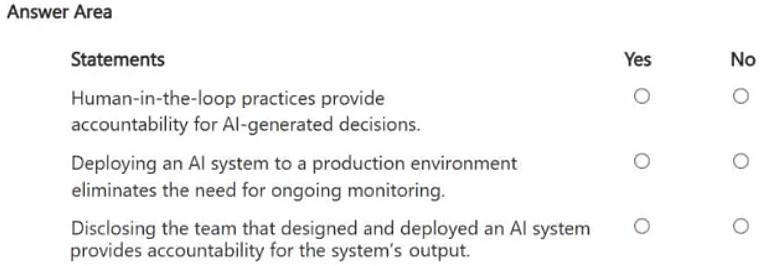 Answer Area
Statements Yes No
Human-in-the-loop practices provide
accountability for AI-generated decisions.
Deploying an AI system to a production environment
eliminates the need for ongoing monitoring.
Disclosing the team that designed and deployed an AI system
provides accountability for the system's output.